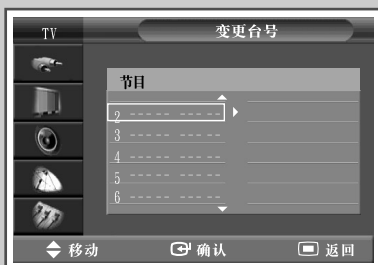 TV
变更台号
节目
2 ----- -----
3 ----- -----
4 ----- -----
5 ----- -----
6 ----- -----
移动 确认 返回